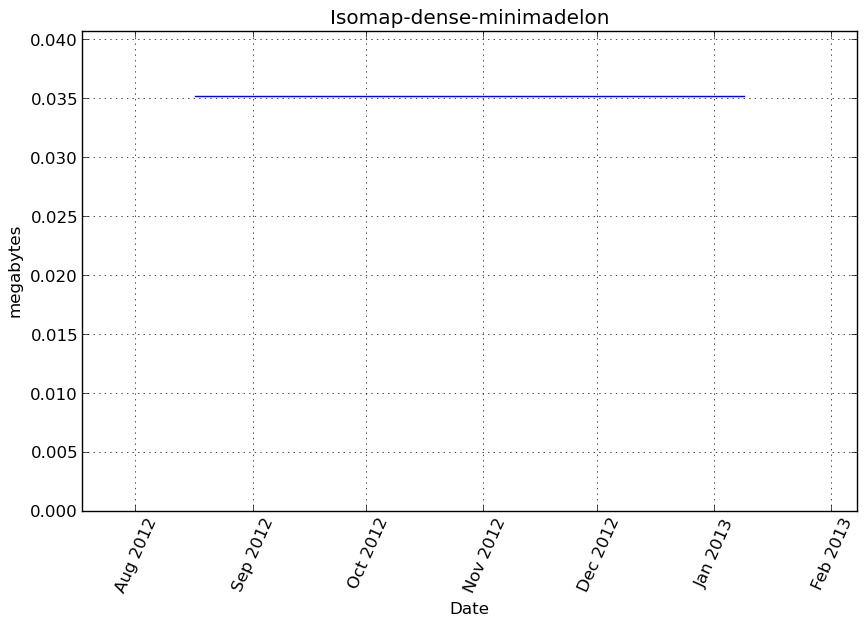 Isomap-dense-minimadelon
0.040
0.035
0.030
0.025
0.020
0.015
0.010
0.005
0.000
megabytes
Aug 2012
Sep 2012
Oct 2012
Nov 2012
Dec 2012
Jan 2013
Feb 2013
Date